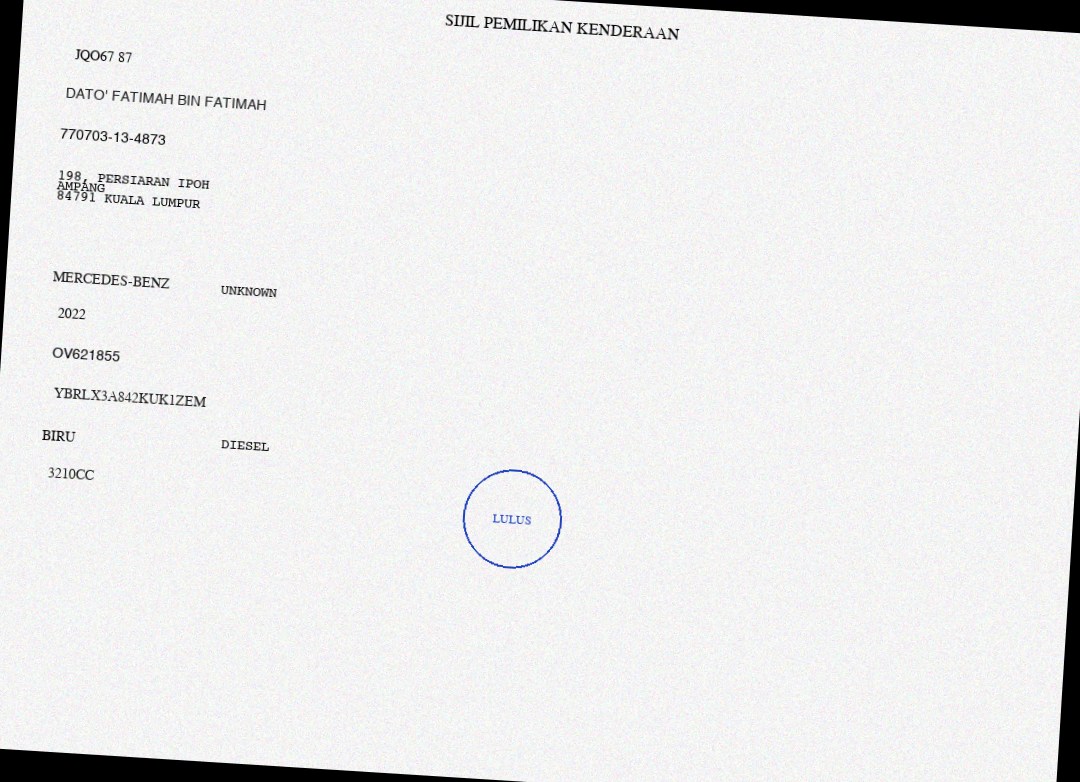 SIJIL PEMILIKAN KENDERAAN
JQO67 87
DATO' FATIMAH BIN FATIMAH
770703-13-4873
198, PERSIARAN IPOH
AMPANG
84791 KUALA LUMPUR
MERCEDES-BENZ UNKNOWN
2022
OV621855
YBRLX3A842KUK1ZEM
BIRU DIESEL
3210CC
LULUS